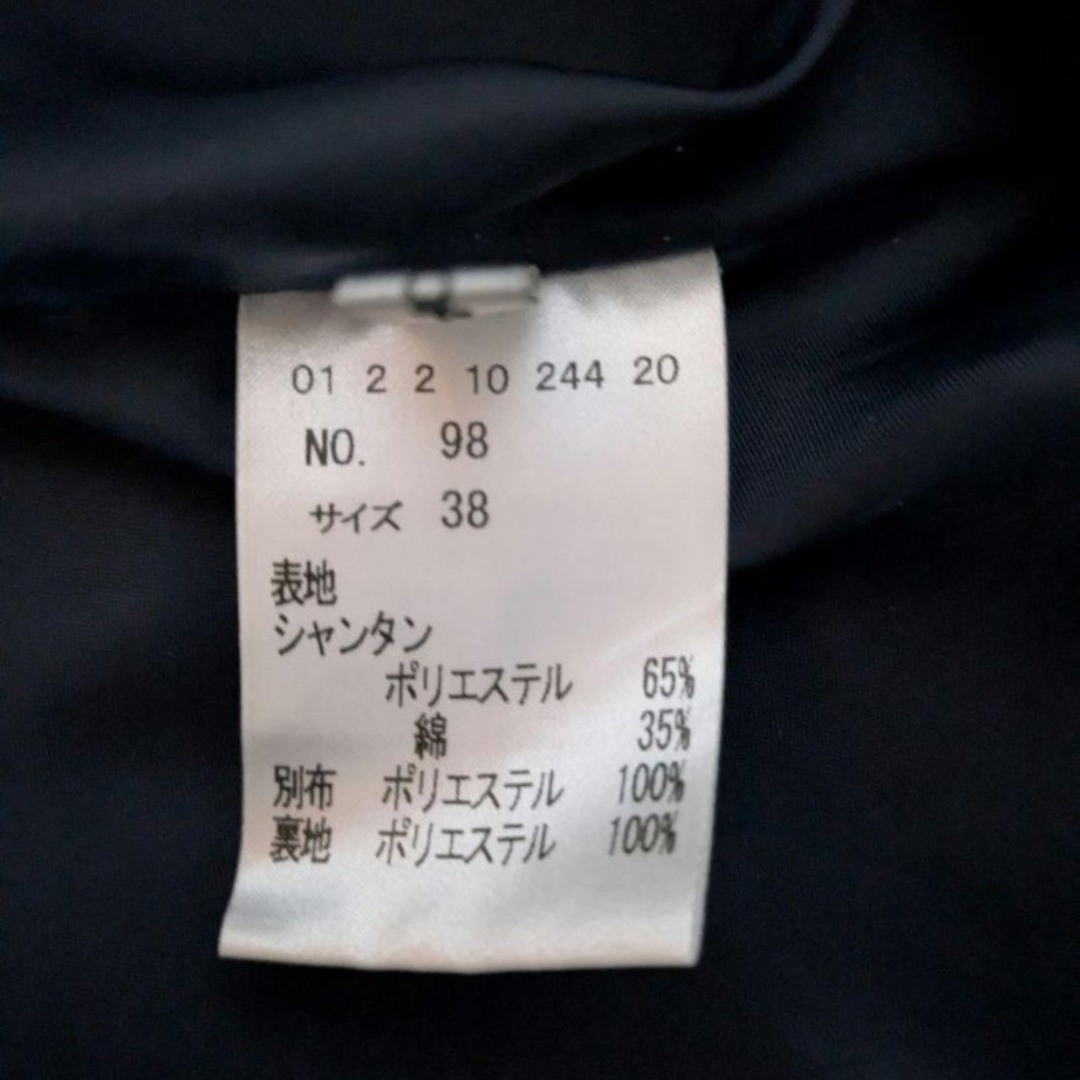 01 2 2 10 244 20
NO. 98
サイズ 38
表地
シャンタン
ポリエステル 65%
綿 35%
別布 ポリエステル 100%
裏地 ポリエステル 100%